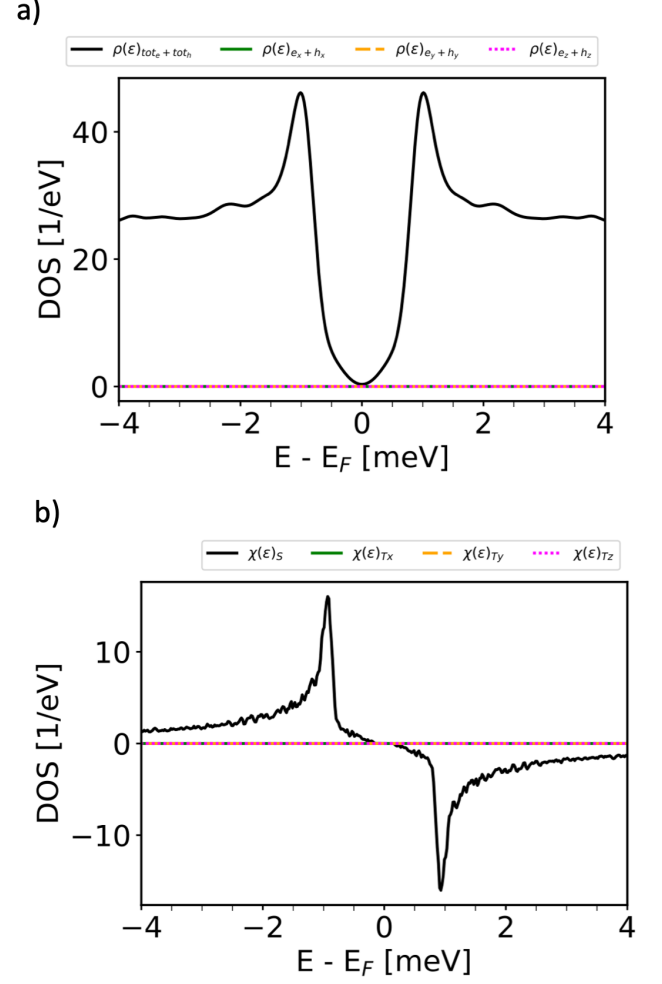 a)
ρ(ε)tote + toth ρ(ε)ex + hx ρ(ε)ey + hy ρ(ε)ez + hz
DOS [1/eV]
40
20
0
−4 −2 0 2 4
E - EF [meV]
b)
χ(ε)S χ(ε)Tx χ(ε)Ty χ(ε)Tz
DOS [1/eV]
10
0
−10
−4 −2 0 2 4
E - EF [meV]